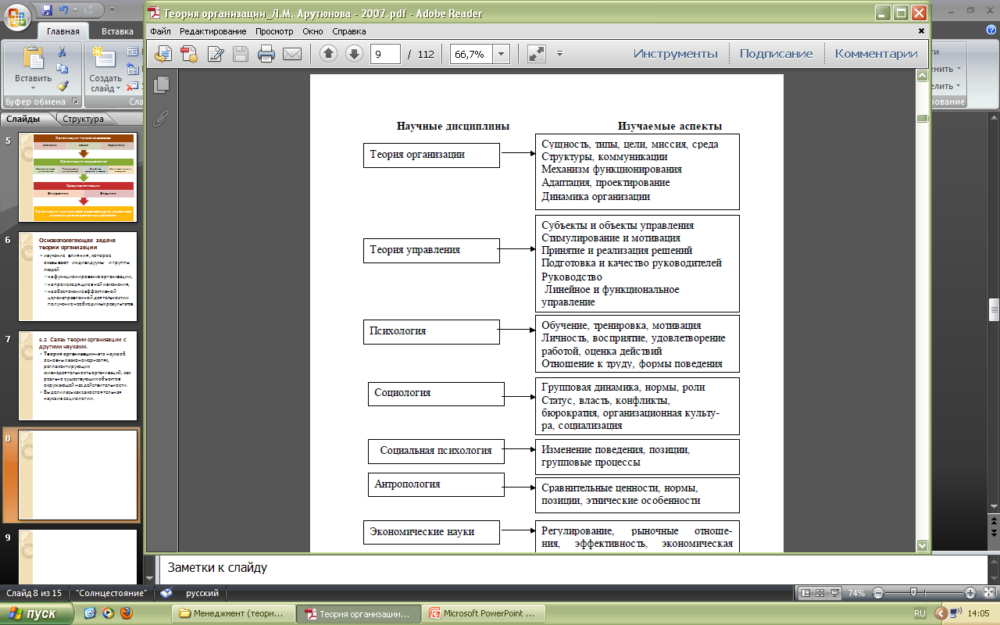 Теория организации_Л.М. Арутюнова - 2007.pdf - Adobe Reader
Главная
Вставка
Файл Редактирование Просмотр Окно Справка
9 / 112
66,7%
Инструменты
Подписание
Комментарии
Вставить
Создать
слайд
Буфер обмена
Сла
Слайды
Структура
5
Внутренняя
Внешняя
6
Основополагающая задача
теории организации
изучение влияния, которое
оказывают индивидуумы и группы
людей
на функционирование организации,
на происходящие в ней изменения,
на обеспечение эффективной
целенаправленной деятельности и
получение необходимых результатов.
7
1.2 Связь теории организации с
другими науками.
Теория организации – это наука об
основных закономерностях,
регламентирующих
жизнедеятельность организаций, как
реально существующих объектов
окружающей нас действительности.
Выделилась как самостоятельная
наука из социологии.
8
9
Научные дисциплины
Изучаемые аспекты
Теория организации
Сущность, типы, цели, миссия, среда
Структуры, коммуникации
Механизм функционирования
Адаптация, проектирование
Динамика организации
Теория управления
Субъекты и объекты управления
Стимулирование и мотивация
Принятие и реализация решений
Подготовка и качество руководителей
Руководство
Линейное и функциональное
управление
Психология
Обучение, тренировка, мотивация
Личность, восприятие, удовлетворение
работой, оценка действий
Отношение к труду, формы поведения
Социология
Групповая динамика, нормы, роли
Статус, власть, конфликты,
бюрократия, организационная культу-
ра, социализация
Социальная психология
Изменение поведения, позиции,
групповые процессы
Антропология
Сравнительные ценности, нормы,
позиции, этнические особенности
Экономические науки
Регулирование, рыночные отноше-
ния, эффективность, экономическая
ти
енить
елить
рование
Заметки к слайду
Слайд 8 из 15
"Солнцестояние"
русский
74%
пуск
Менеджмент (теори...
Теория организации...
Microsoft PowerPoint ...
RU
14:05